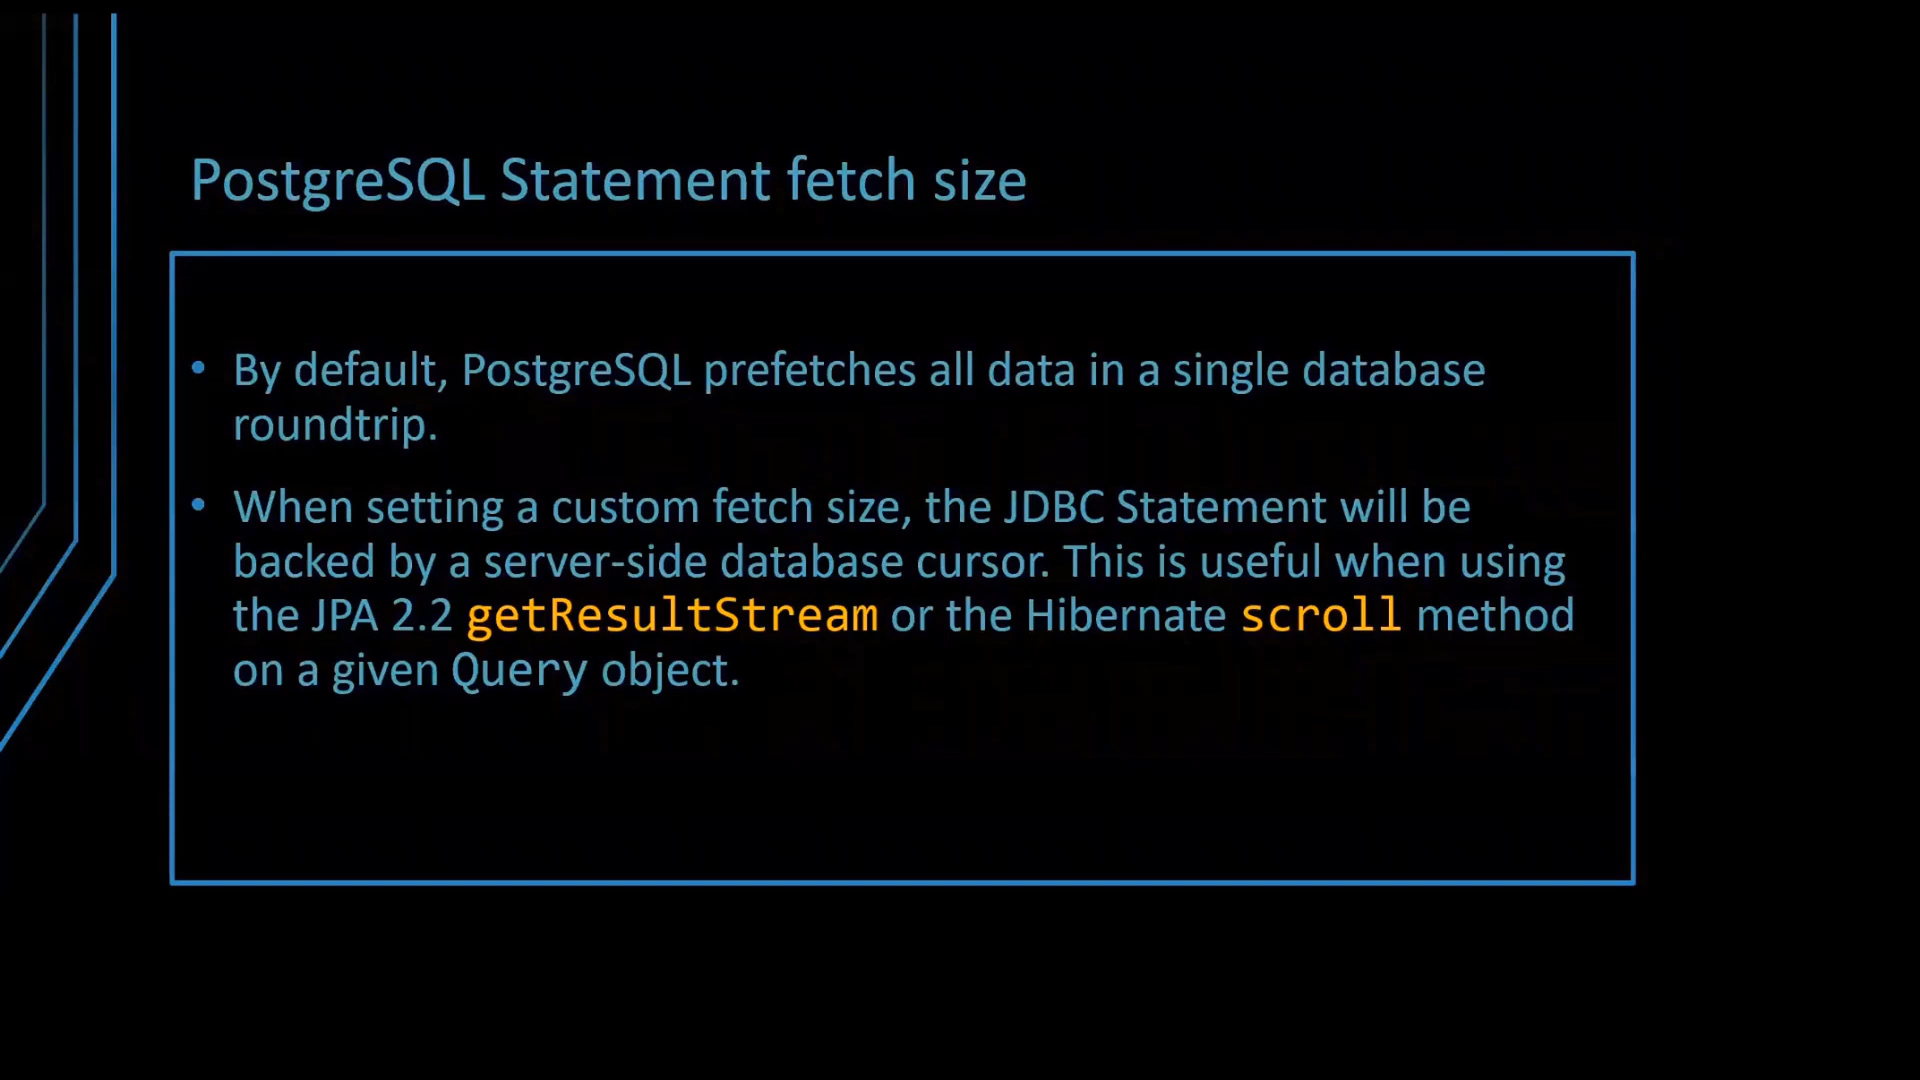 PostgreSQL Statement fetch size
• By default, PostgreSQL prefetches all data in a single database
roundtrip.
• When setting a custom fetch size, the JDBC Statement will be
backed by a server-side database cursor. This is useful when using
the JPA 2.2 getResultStream or the Hibernate scroll method
on a given Query object.